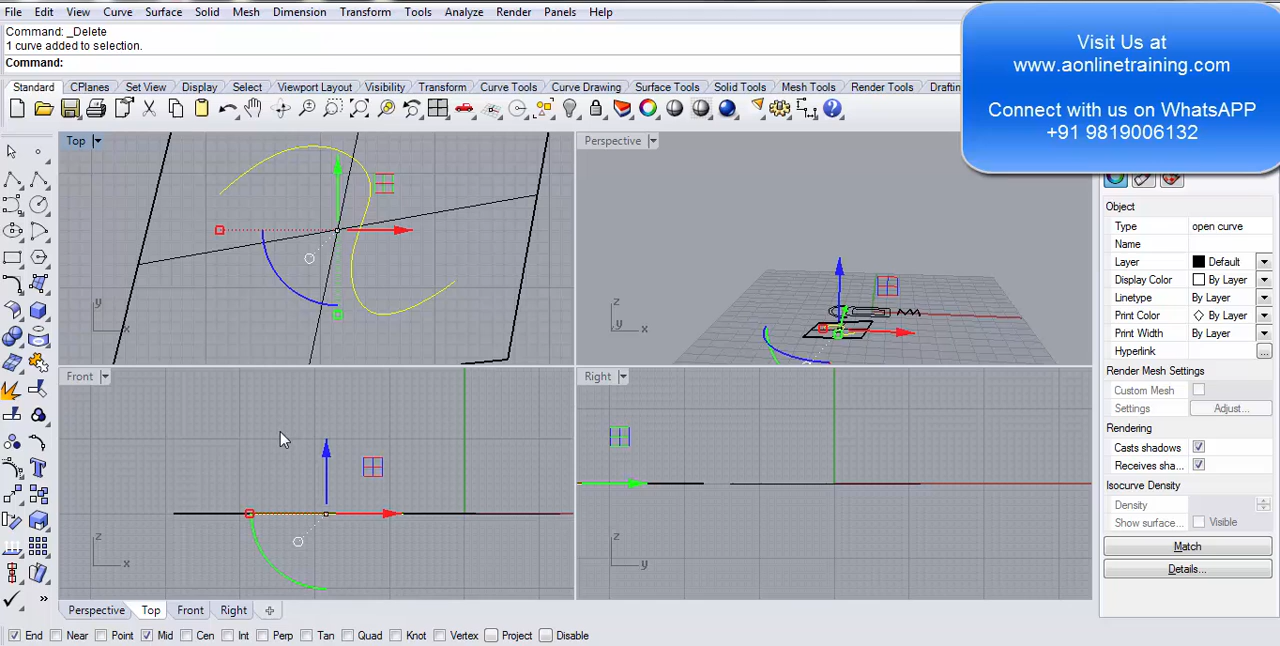 File Edit View Curve Surface Solid Mesh Dimension Transform Tools Analyze Render Panels Help
Command: _Delete
1 curve added to selection.
Command:
Visit Us at
www.aonlinetraining.com
Connect with us on WhatsAPP
+91 9819006132
Standard CPlanes Set View Display Select Viewport Layout Visibility Transform Curve Tools Curve Drawing Surface Tools Solid Tools Mesh Tools Render Tools Draftin
Top
y
x
Perspective
z
y
x
Front
z
x
Right
z
y
Object
Type open curve
Name
Layer Default
Display Color By Layer
Linetype By Layer
Print Color By Layer
Print Width By Layer
Hyperlink ...
Render Mesh Settings
Custom Mesh
Settings Adjust...
Rendering
Casts shadows
Receives sha...
Isocurve Density
Density
Show surface... Visible
Match
Details...
Perspective Top Front Right
End Near Point Mid Cen Int Perp Tan Quad Knot Vertex Project Disable